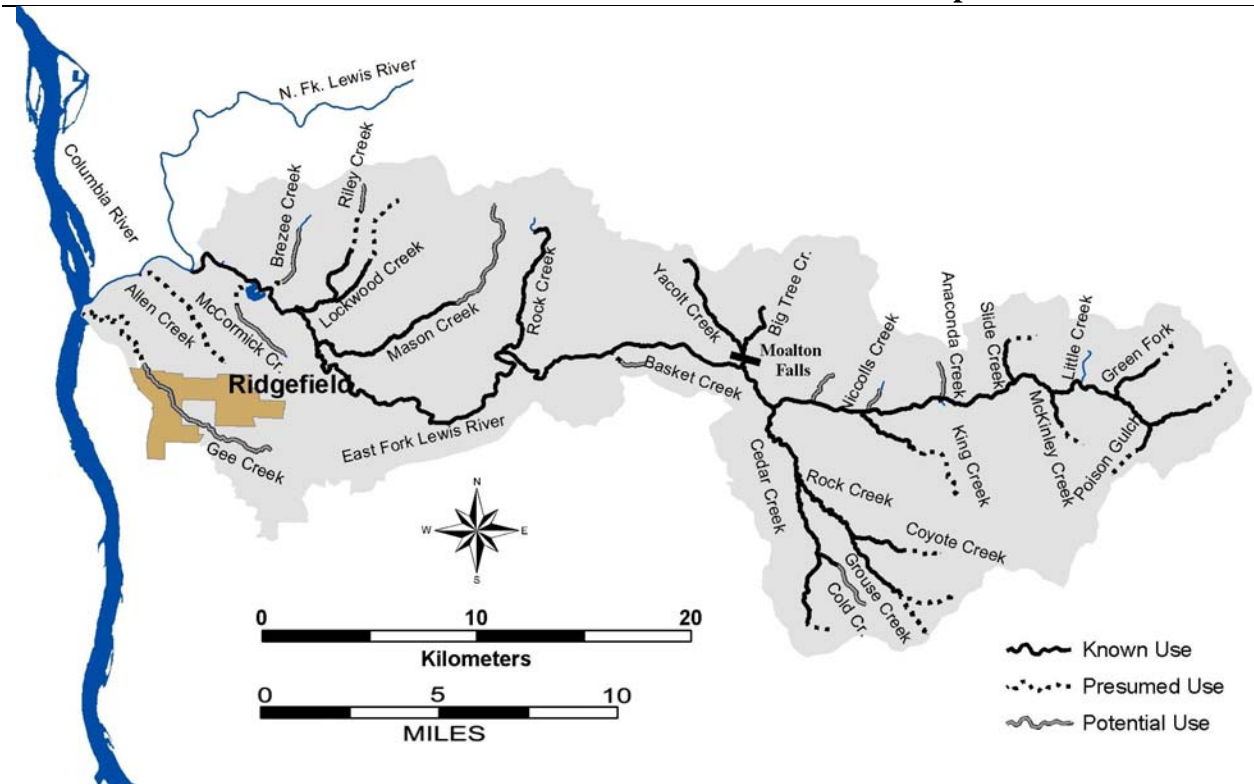 N. Fk. Lewis River
Columbia River
Brezee Creek
Riley Creek
Lockwood Creek
Allen Creek
McCormick Cr.
Mason Creek
Rock Creek
Ridgefield
Gee Creek
East Fork Lewis River
Yacolt Creek
Big Tree Cr.
Moalton
Falls
Basket Creek
Niccolls Creek
Anaconda Creek
Slide Creek
Little Creek
Green Fork
King Creek
McKinley Creek
Poison Gulch
Cedar Creek
Rock Creek
Coyote Creek
Grouse Creek
Cold Cr.
N
W
E
S
0 10 20
Kilometers
0 5 10
MILES
Known Use
Presumed Use
Potential Use